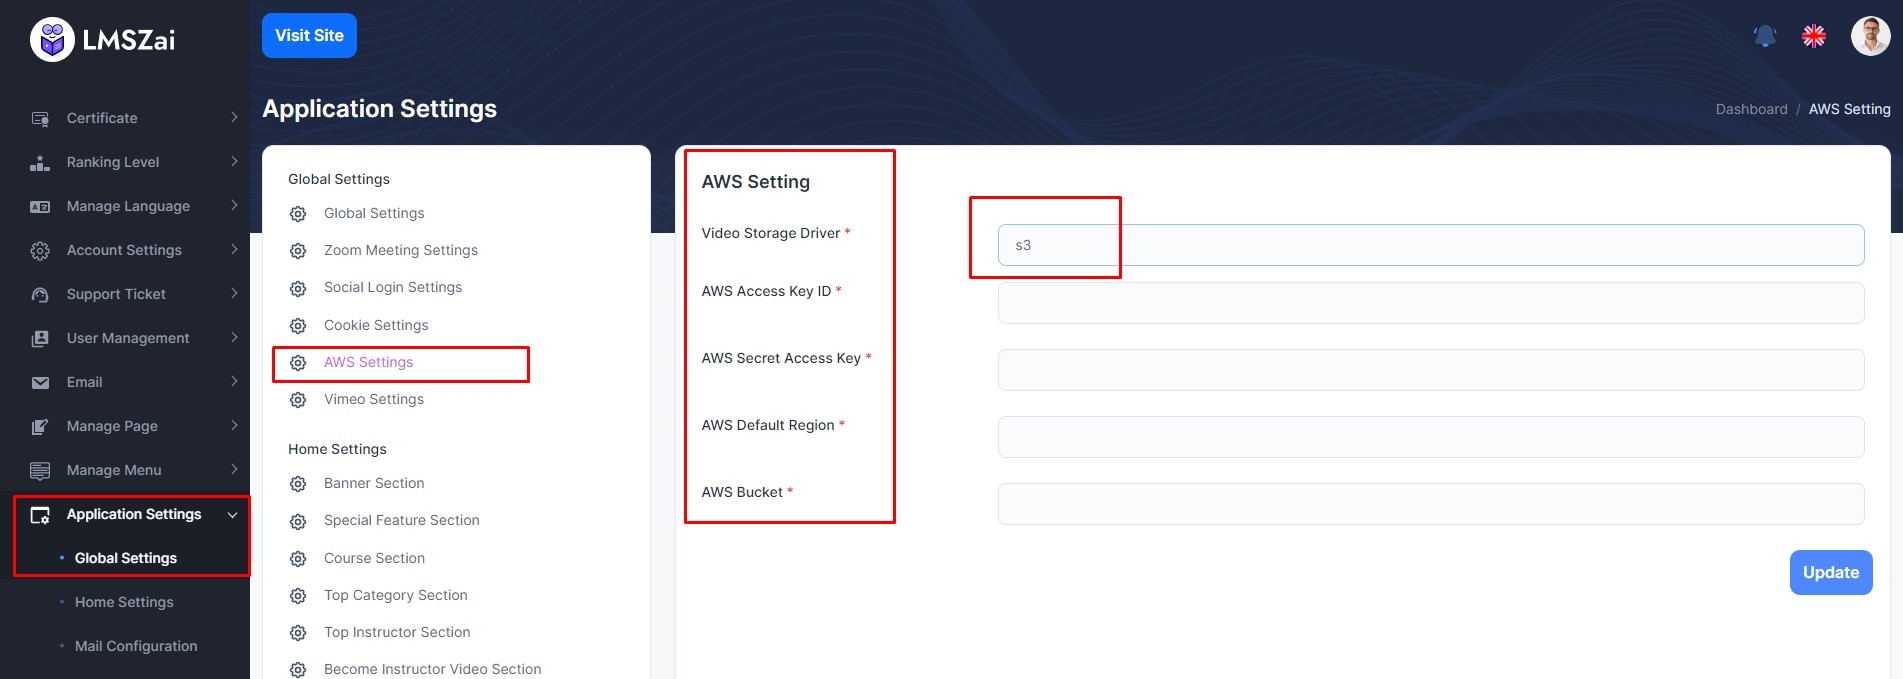 LMSZai
Visit Site
Application Settings
Dashboard / AWS Setting
Certificate
Ranking Level
Manage Language
Account Settings
Support Ticket
User Management
Email
Manage Page
Manage Menu
Application Settings
Global Settings
Home Settings
Mail Configuration
Global Settings
Global Settings
Zoom Meeting Settings
Social Login Settings
Cookie Settings
AWS Settings
Vimeo Settings
Home Settings
Banner Section
Special Feature Section
Course Section
Top Category Section
Top Instructor Section
Become Instructor Video Section
AWS Setting
Video Storage Driver *
s3
AWS Access Key ID *
AWS Secret Access Key *
AWS Default Region *
AWS Bucket *
Update